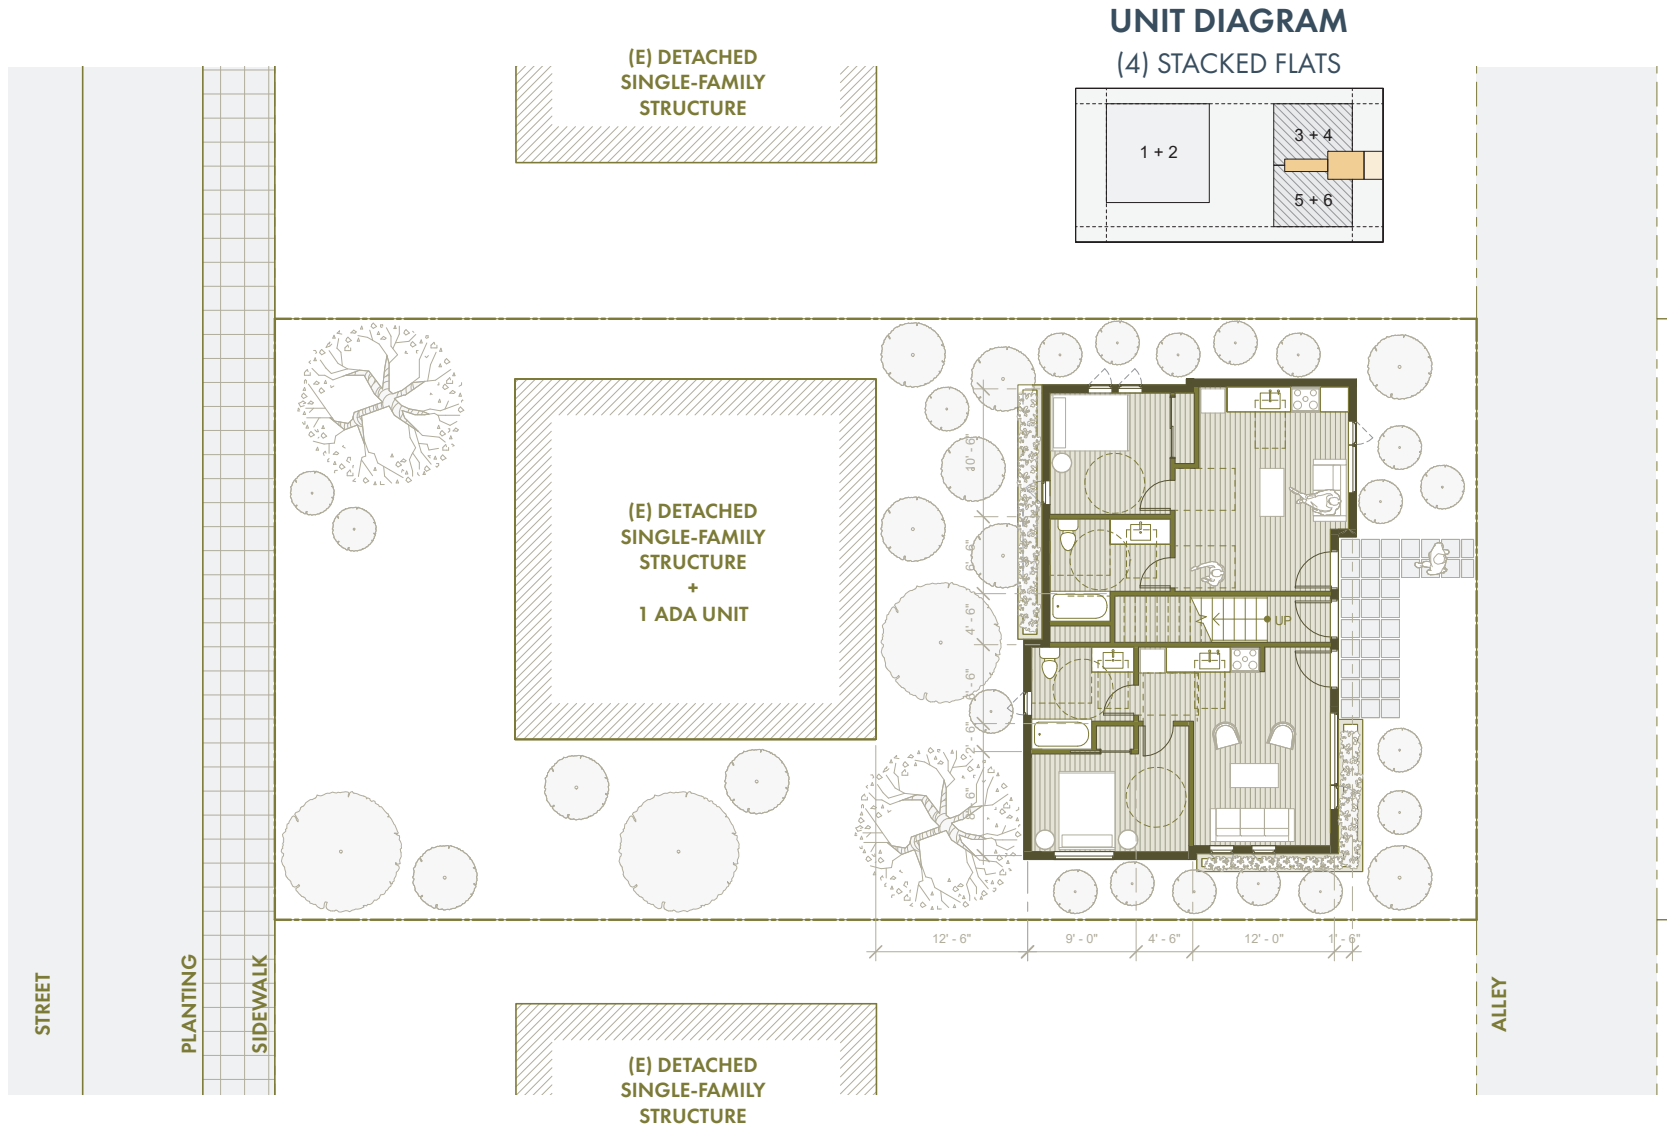 UNIT DIAGRAM
(4) STACKED FLATS
(E) DETACHED
SINGLE-FAMILY
STRUCTURE
1 + 2
3 + 4
5 + 6
(E) DETACHED
SINGLE-FAMILY
STRUCTURE
+
1 ADA UNIT
10' - 6"
6' - 6"
4' - 6"
6' - 6"
2' - 6"
UP
12' - 6"
9' - 0"
4' - 6"
12' - 0"
1' - 6"
STREET
PLANTING
SIDEWALK
ALLEY
(E) DETACHED
SINGLE-FAMILY
STRUCTURE